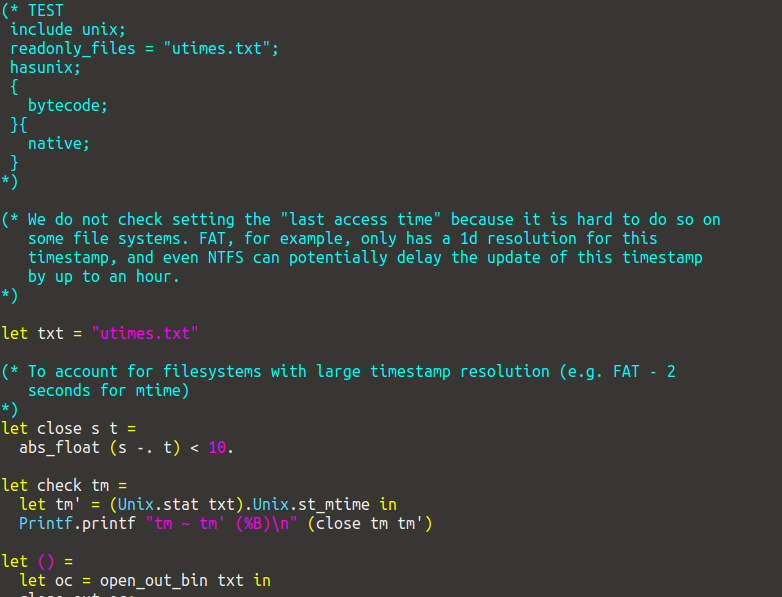 (* TEST
 include unix;
 readonly_files = "utimes.txt";
 hasunix;
 {
   bytecode;
 }{
   native;
 }
*)

(* We do not check setting the "last access time" because it is hard to do so on
   some file systems. FAT, for example, only has a 1d resolution for this
   timestamp, and even NTFS can potentially delay the update of this timestamp
   by up to an hour.
*)

let txt = "utimes.txt"

(* To account for filesystems with large timestamp resolution (e.g. FAT - 2
   seconds for mtime)
*)
let close s t =
  abs_float (s -. t) < 10.

let check tm =
  let tm' = (Unix.stat txt).Unix.st_mtime in
  Printf.printf "tm ~ tm' (%B)\n" (close tm tm')

let () =
  let oc = open_out_bin txt in